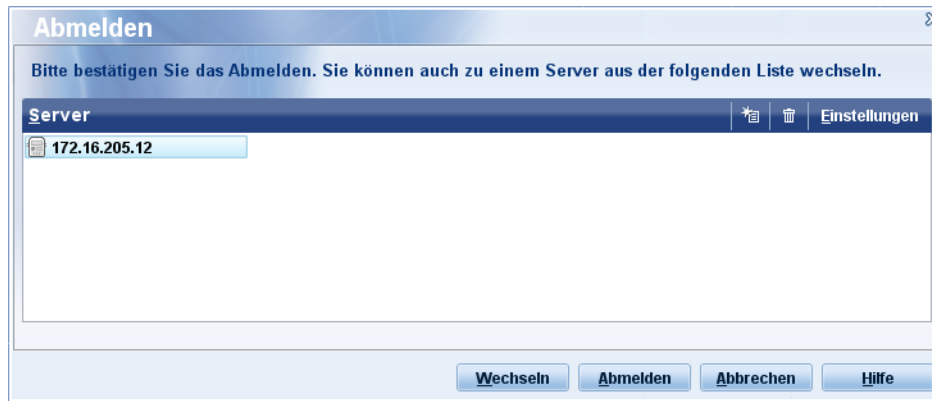 Abmelden
Bitte bestätigen Sie das Abmelden. Sie können auch zu einem Server aus der folgenden Liste wechseln.
Server Einstellungen
172.16.205.12
Wechseln Abmelden Abbrechen Hilfe